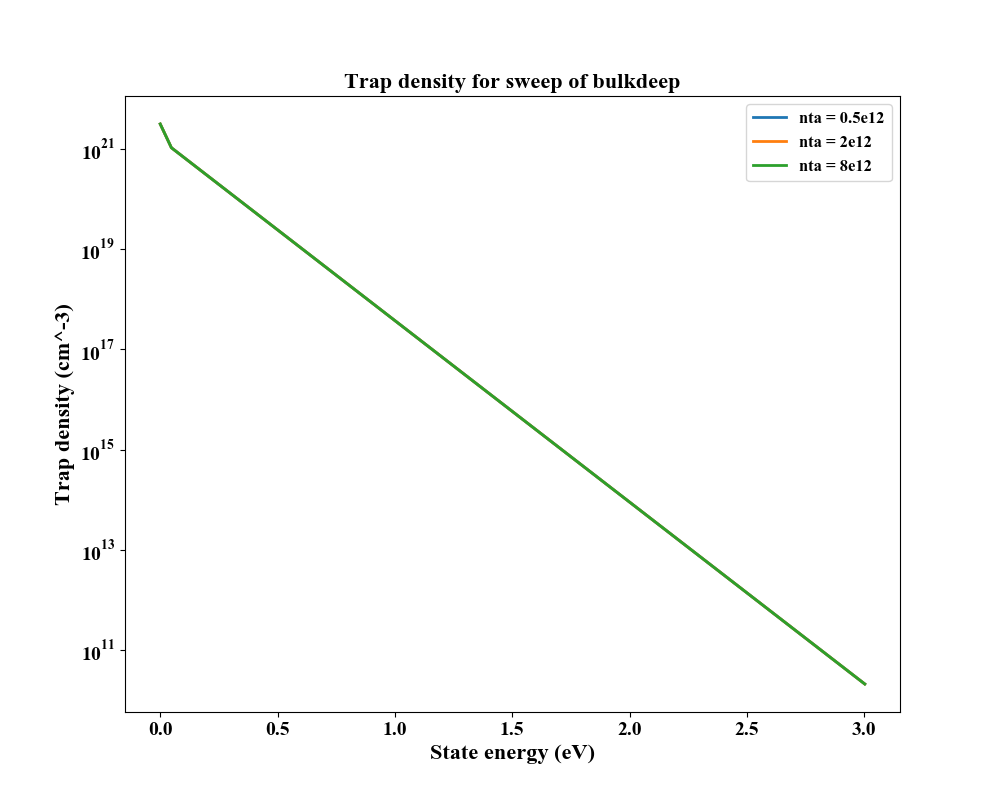 Trap density for sweep of bulkdeep
nta = 0.5e12
nta = 2e12
nta = 8e12
Trap density (cm^-3)
10^21
10^19
10^17
10^15
10^13
10^11
0.0 0.5 1.0 1.5 2.0 2.5 3.0
State energy (eV)